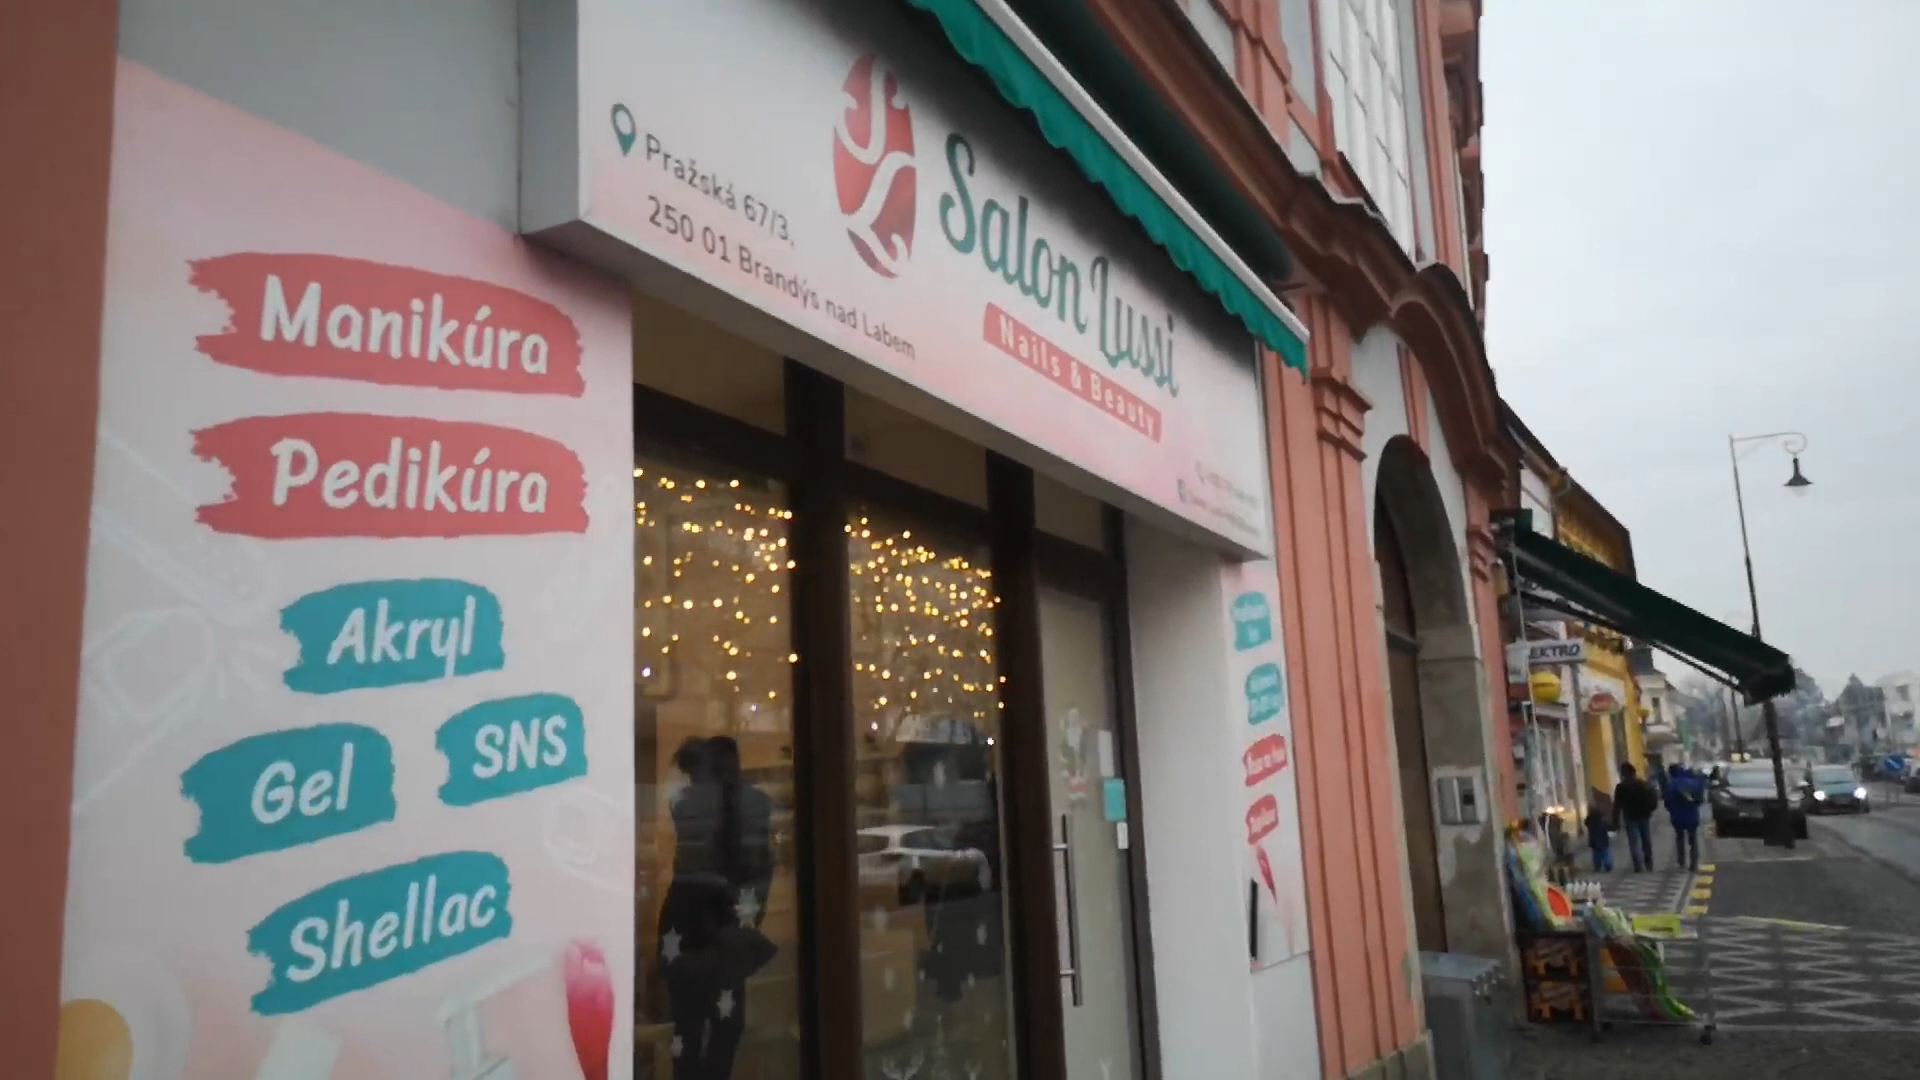 Manikúra
Pedikúra
Akryl
Gel
SNS
Shellac
Pražská 67/3,
250 01 Brandýs nad Labem
Salon Lussi
Nails & Beauty
EKTRO